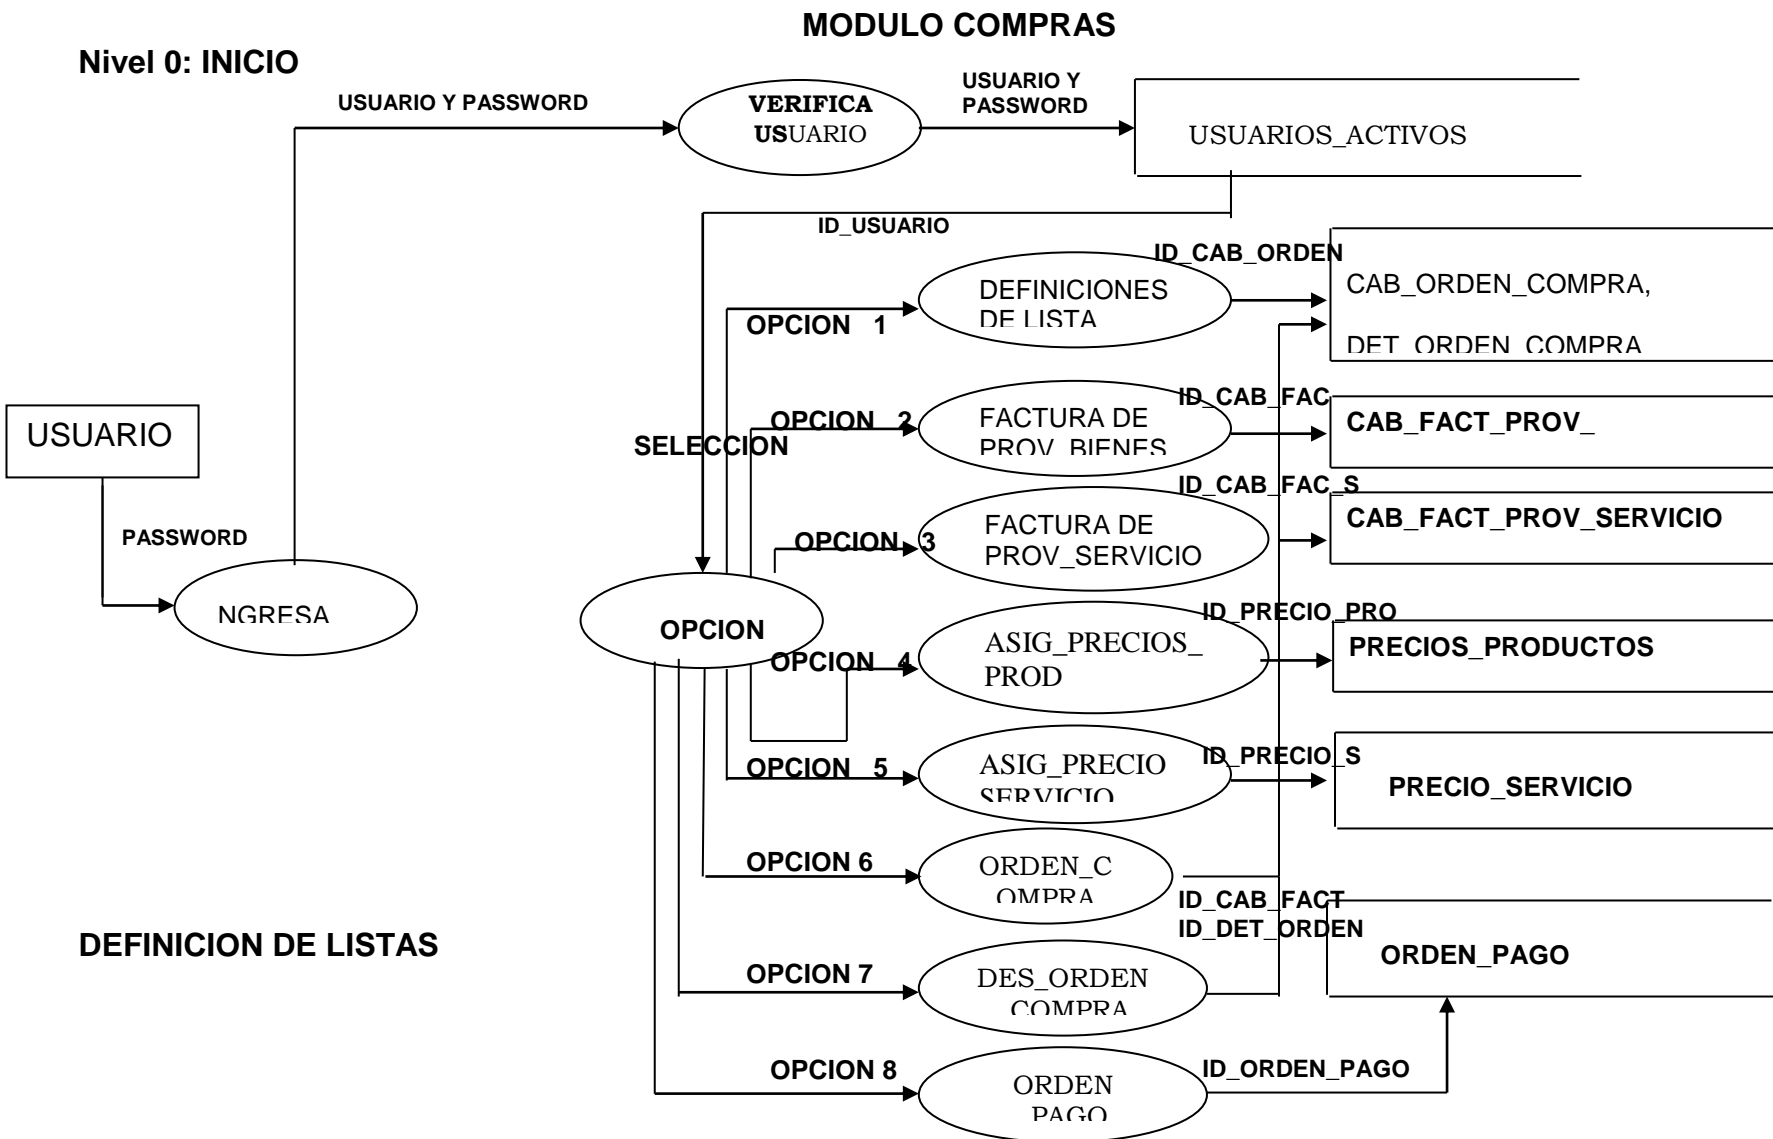 MODULO COMPRAS
Nivel 0: INICIO
USUARIO Y PASSWORD
VERIFICA
USUARIO
USUARIO Y
PASSWORD
USUARIOS_ACTIVOS
ID_USUARIO
ID_CAB_ORDEN
DEFINICIONES
DE LISTA
OPCION 1
CAB_ORDEN_COMPRA,
DET_ORDEN_COMPRA
USUARIO
PASSWORD
NGRESA
SELECCION
OPCION
OPCION 2
FACTURA DE
PROV_BIENES
ID_CAB_FAC
CAB_FACT_PROV_
ID_CAB_FAC_S
OPCION 3
FACTURA DE
PROV_SERVICIO
CAB_FACT_PROV_SERVICIO
ID_PRECIO_PRO
OPCION 4
ASIG_PRECIOS_
PROD
PRECIOS_PRODUCTOS
OPCION 5
ASIG_PRECIO
SERVICIO
ID_PRECIO_S
PRECIO_SERVICIO
OPCION 6
ORDEN_C
OMPRA
ID_CAB_FACT
ID_DET_ORDEN
DEFINICION DE LISTAS
OPCION 7
DES_ORDEN
COMPRA
ORDEN_PAGO
OPCION 8
ORDEN
PAGO
ID_ORDEN_PAGO